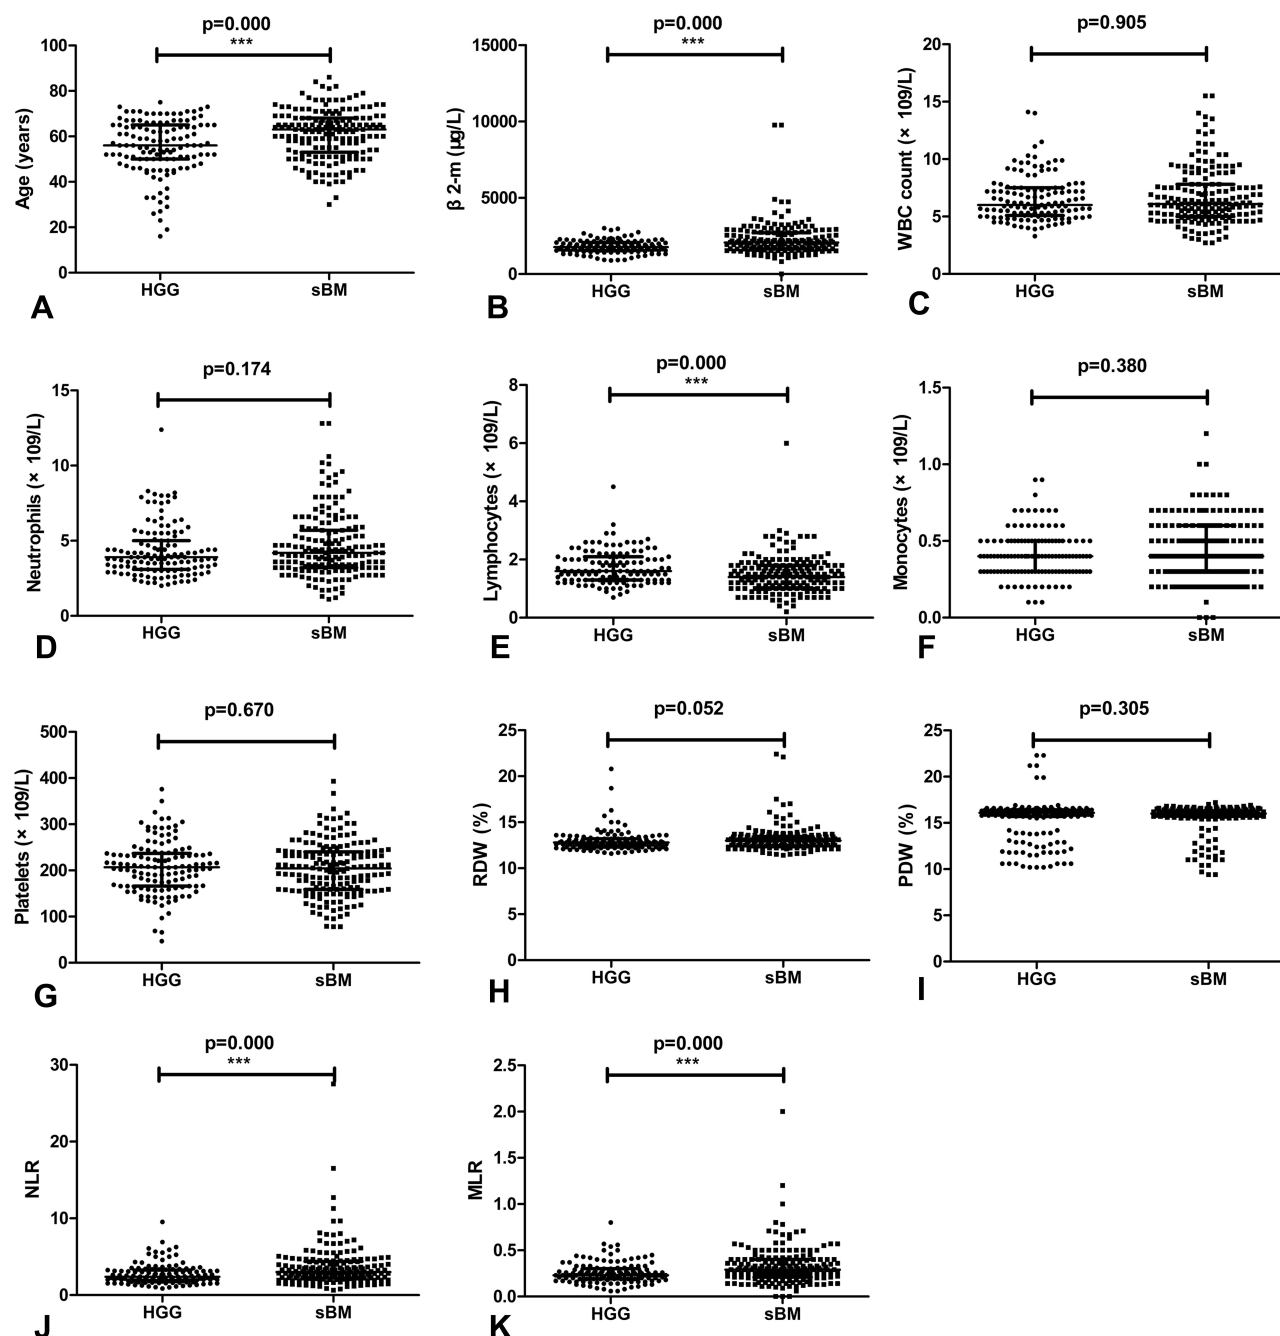 p=0.000
***
Age (years)
100
80
60
40
20
0
HGG
sBM
A
p=0.000
***
β 2-m (μg/L)
15000
10000
5000
0
HGG
sBM
B
p=0.905
WBC count (× 109/L)
20
15
10
5
0
HGG
sBM
C
p=0.174
Neutrophils (× 109/L)
15
10
5
0
HGG
sBM
D
p=0.000
***
Lymphocytes (× 109/L)
8
6
4
2
0
HGG
sBM
E
p=0.380
Monocytes (× 109/L)
1.5
1.0
0.5
0.0
HGG
sBM
F
p=0.670
Platelets (× 109/L)
500
400
300
200
100
0
HGG
sBM
G
p=0.052
RDW (%)
25
20
15
10
5
0
HGG
sBM
H
p=0.305
PDW (%)
25
20
15
10
5
0
HGG
sBM
I
p=0.000
***
NLR
30
20
10
0
HGG
sBM
J
p=0.000
***
MLR
2.5
2.0
1.5
1.0
0.5
0.0
HGG
sBM
K